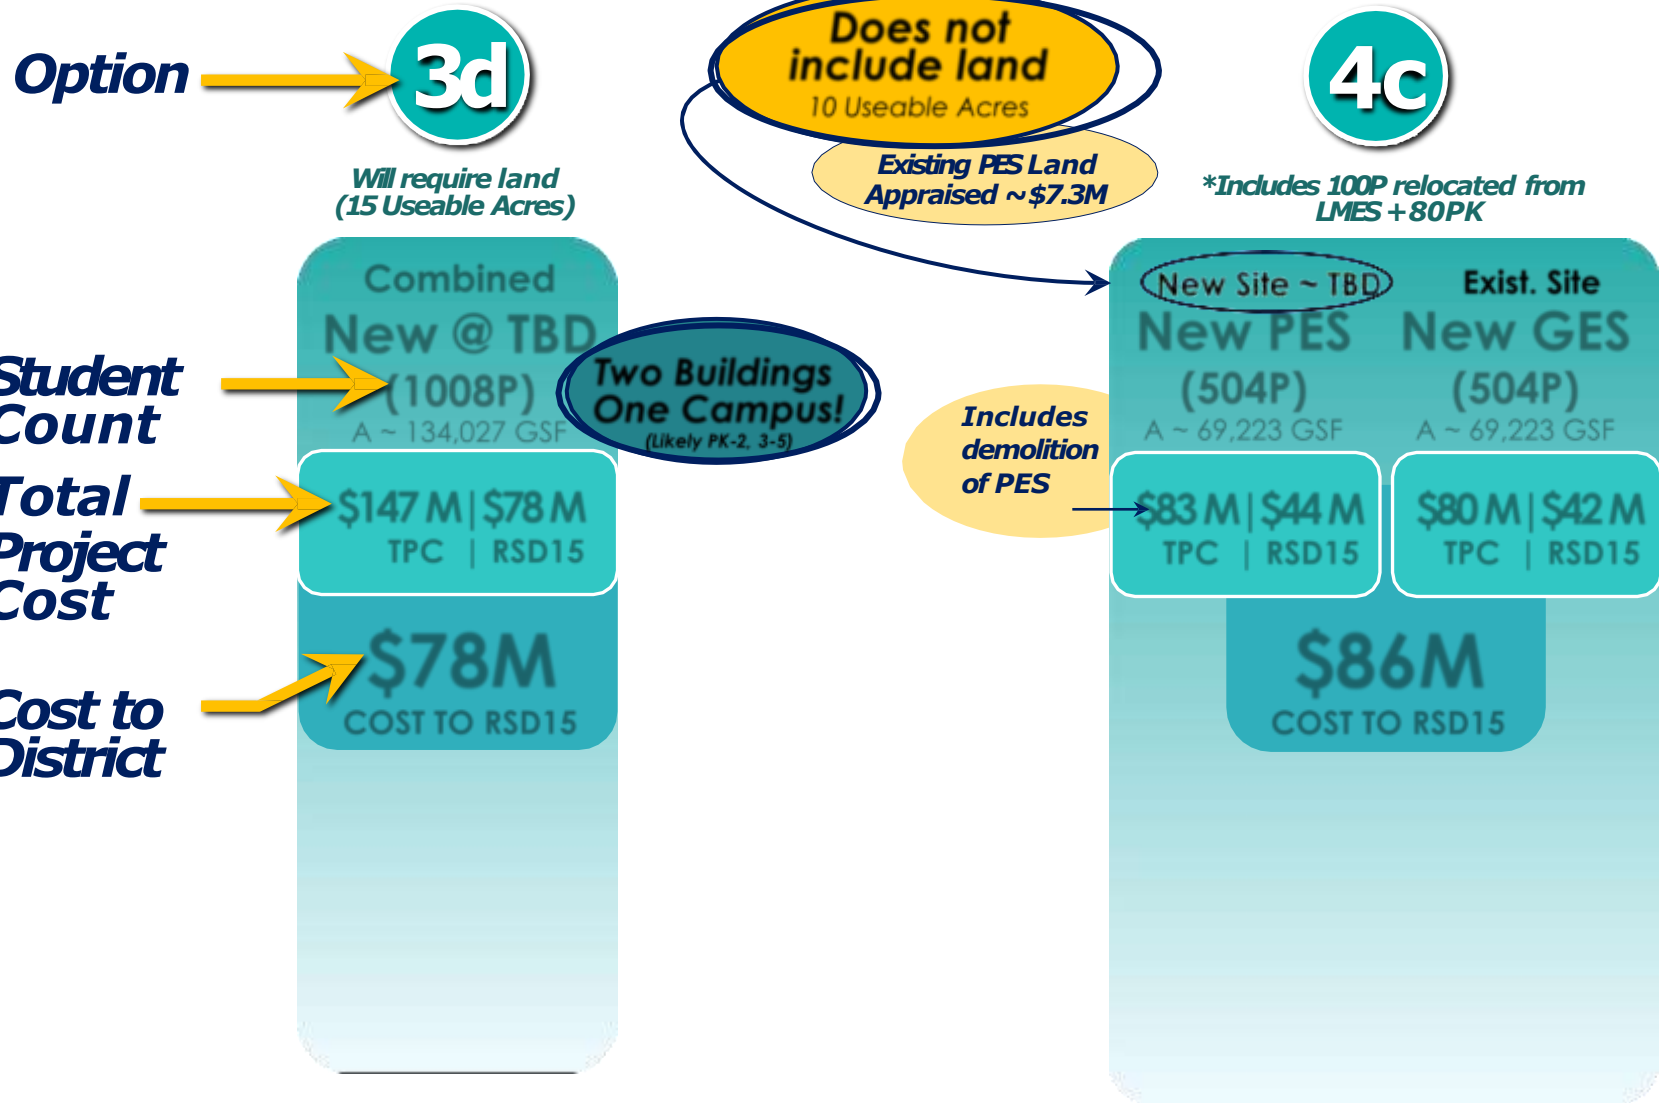 Option
3d
Will require land
(15 Useable Acres)
Does not
include land
10 Useable Acres
Existing PES Land
Appraised ~ $7.3M
4c
*Includes 100P relocated from
LMES + 80 PK
Student
Count
Total
Project
Cost
Cost to
District
Combined
New @ TBD
(1008P)
A ~ 134,027 GSF
$147 M | $78 M
TPC | RSD15
$78M
COST TO RSD15
Two Buildings
One Campus!
(Likely PK-2, 3-5)
Includes
demolition
of PES
New Site ~ TBD
New PES
(504P)
A ~ 69,223 GSF
$83 M | $44 M
TPC | RSD15
Exist. Site
New GES
(504P)
A ~ 69,223 GSF
$80 M | $42 M
TPC | RSD15
$86M
COST TO RSD15